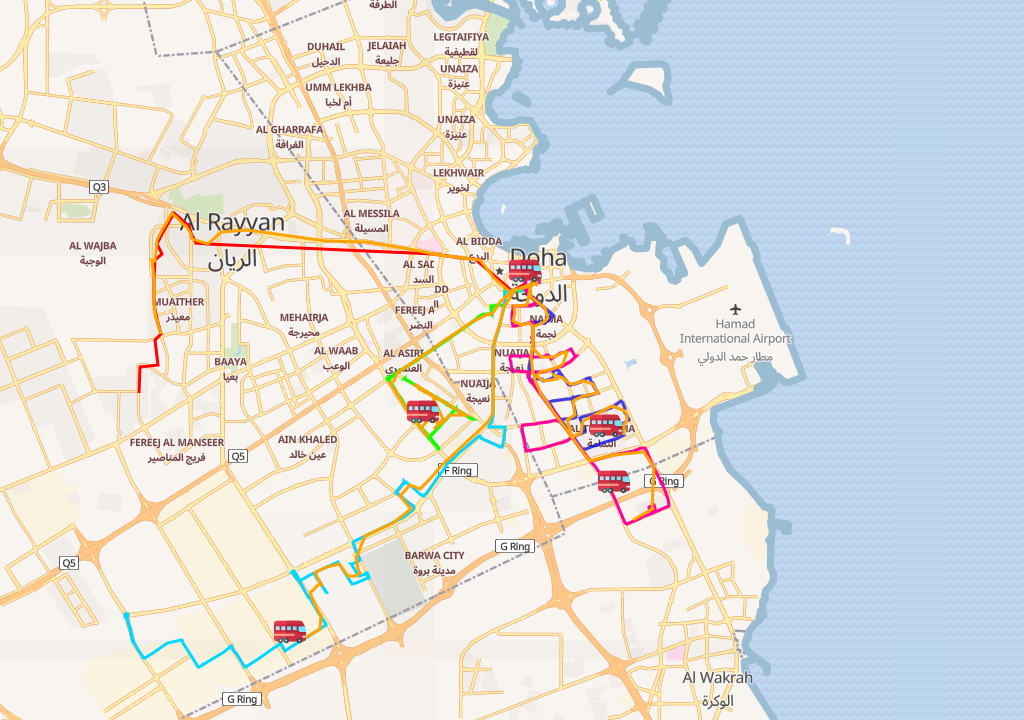 الطرفة
LEGTAIFIYA
لقطيفية
DUHAIL
الدحيل
JELAIAH
جليعة
UNAIZA
عنيزة
UMM LEKHBA
أم لخبا
UNAIZA
عنيزة
AL GHARRAFA
الغرافة
LEKHWAIR
لخوير
Q3
AL MESSILA
المسيلة
Al Rayyan
الريان
AL WAJBA
الوجبة
AL BIDDA
البدع
Doha
الدوحة
AL SAD
السد
DD
ال
MUAITHER
معيذر
MEHAIRJA
محيرجة
FEREEJ A
النصر
NAJMA
نجمة
Hamad
International Airport
مطار حمد الدولي
AL WAAB
الوعب
AL ASIRI
العسيري
NUAIJA
نعيجة
BAAYA
بعيا
NUAIJA
نعيجة
FEREEJ AL MANSEER
فريج المناصير
AIN KHALED
عين خالد
Q5
AL
MA
الثمامة
F Ring
G Ring
G Ring
BARWA CITY
مدينة بروة
Q5
Al Wakrah
الوكرة
G Ring